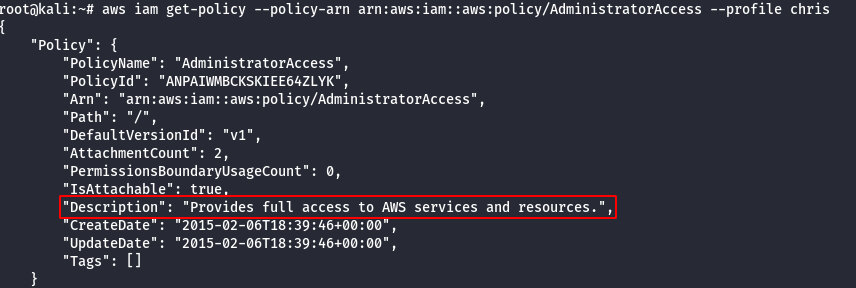 root@kali:~# aws iam get-policy --policy-arn arn:aws:iam::aws:policy/AdministratorAccess --profile chris
{
    "Policy": {
        "PolicyName": "AdministratorAccess",
        "PolicyId": "ANPAIWMBCKSKIEE64ZLYK",
        "Arn": "arn:aws:iam::aws:policy/AdministratorAccess",
        "Path": "/",
        "DefaultVersionId": "v1",
        "AttachmentCount": 2,
        "PermissionsBoundaryUsageCount": 0,
        "IsAttachable": true,
        "Description": "Provides full access to AWS services and resources.",
        "CreateDate": "2015-02-06T18:39:46+00:00",
        "UpdateDate": "2015-02-06T18:39:46+00:00",
        "Tags": []
    }